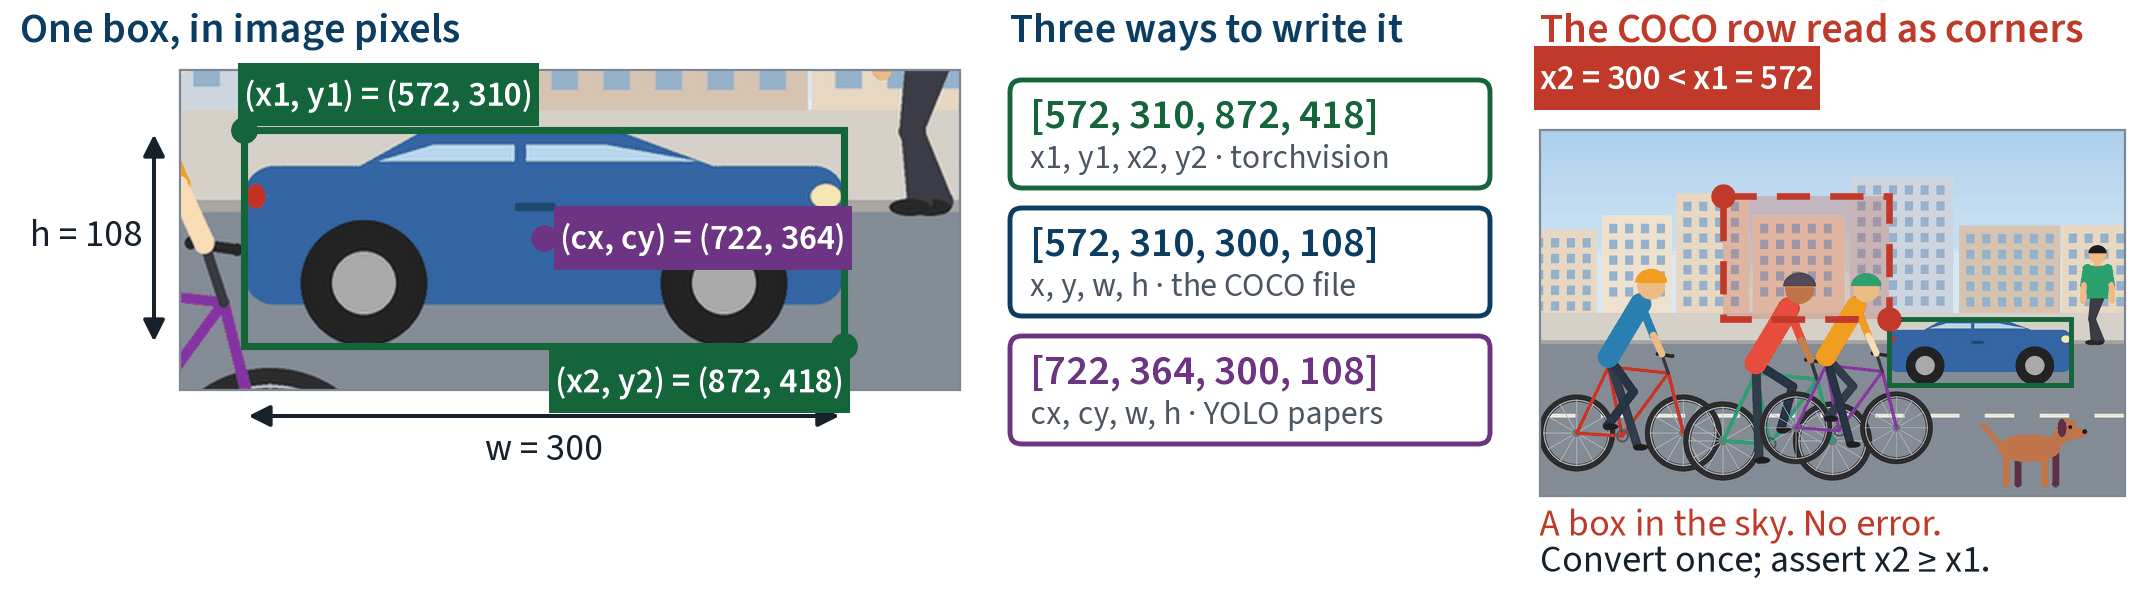 One box, in image pixels
(x1, y1) = (572, 310)
h = 108
(cx, cy) = (722, 364)
(x2, y2) = (872, 418)
w = 300
Three ways to write it
[572, 310, 872, 418]
x1, y1, x2, y2 · torchvision
[572, 310, 300, 108]
x, y, w, h · the COCO file
[722, 364, 300, 108]
cx, cy, w, h · YOLO papers
The COCO row read as corners
x2 = 300 < x1 = 572
A box in the sky. No error.
Convert once; assert x2 ≥ x1.